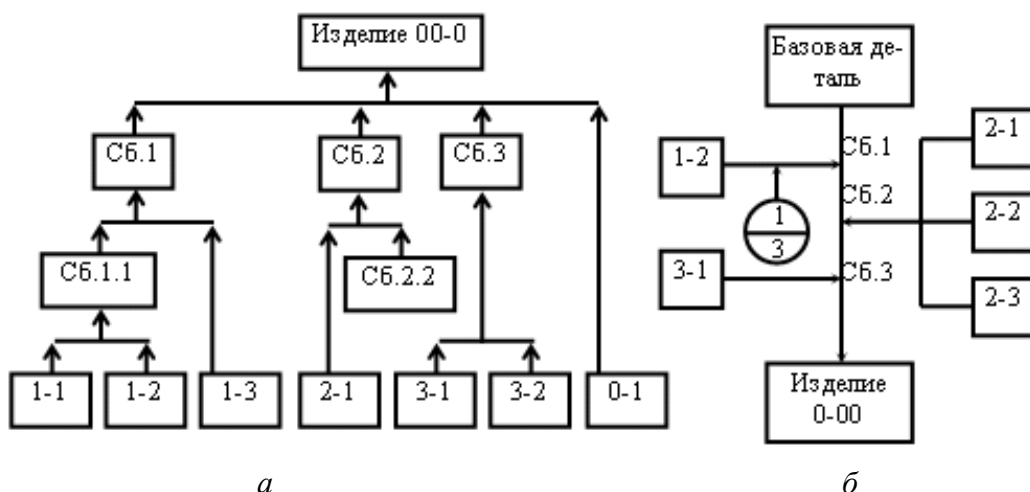 Изделие 00-0
Сб.1
Сб.2
Сб.3
Сб.1.1
Сб.2.2
1-1
1-2
1-3
2-1
3-1
3-2
0-1
а
Базовая де-
таль
1-2
Сб.1
2-1
1
3
Сб.2
2-2
3-1
Сб.3
2-3
Изделие
0-00
б